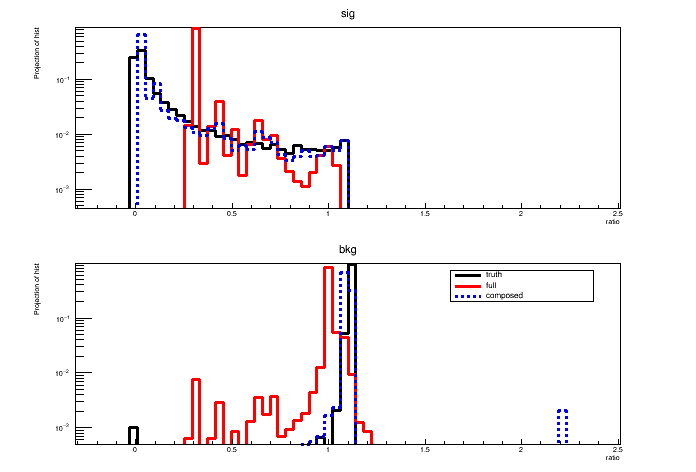 sig
Projection of hist
10⁻¹
10⁻²
10⁻³
0 0.5 1 1.5 2 2.5
ratio
bkg
Projection of hist
truth
full
composed
10⁻¹
10⁻²
10⁻³
0 0.5 1 1.5 2 2.5
ratio